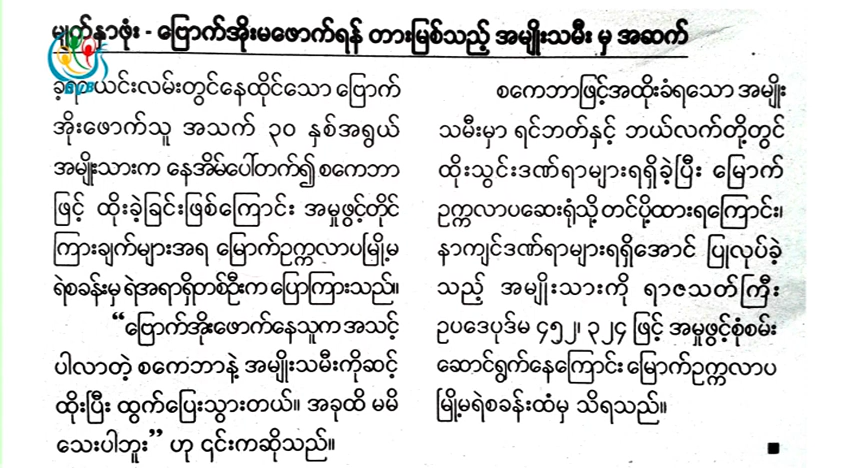 မျက်နှာဖုံး - ဗြောက်အိုးမဖောက်ရန် တားမြစ်သည့် အမျိုးသမီး မှ အဆက်
ယင်းလမ်းတွင်နေထိုင်သော ဗြောက်
အိုးဖောက်သူ အသက် ၃၀ နှစ်အရွယ်
အမျိုးသားက နေအိမ်ပေါ်တက်၍ စကေဘာ
ဖြင့် ထိုးခဲ့ခြင်းဖြစ်ကြောင်း အမှုဖွင့်တိုင်
ကြားချက်များအရ မြောက်ဥက္ကလာပမြို့မ
ရဲစခန်းမှ ရဲအရာရှိတစ်ဦးက ပြောကြားသည်။
“ဗြောက်အိုးဖောက်နေသူက အသင့်
ပါလာတဲ့ စကေဘာနဲ့ အမျိုးသမီးကိုဆင့်
ထိုးပြီး ထွက်ပြေးသွားတယ်။ အခုထိ မမိ
သေးပါဘူး” ဟု ၎င်းကဆိုသည်။
စကေဘာဖြင့်အထိုးခံရသော အမျိုး
သမီးမှာ ရင်ဘတ်နှင့် ဘယ်လက်တို့တွင်
ထိုးသွင်းဒဏ်ရာများရရှိခဲ့ပြီး မြောက်
ဥက္ကလာပဆေးရုံသို့ တင်ပို့ထားရကြောင်း၊
နာကျင်ဒဏ်ရာများရရှိအောင် ပြုလုပ်ခဲ့
သည့် အမျိုးသားကို ရာဇသတ်ကြီး
ဥပဒေပုဒ်မ ၄၅၂၊ ၃၂၄ ဖြင့် အမှုဖွင့်စုံစမ်း
ဆောင်ရွက်နေကြောင်း မြောက်ဥက္ကလာပ
မြို့မရဲစခန်းထံမှ သိရသည်။